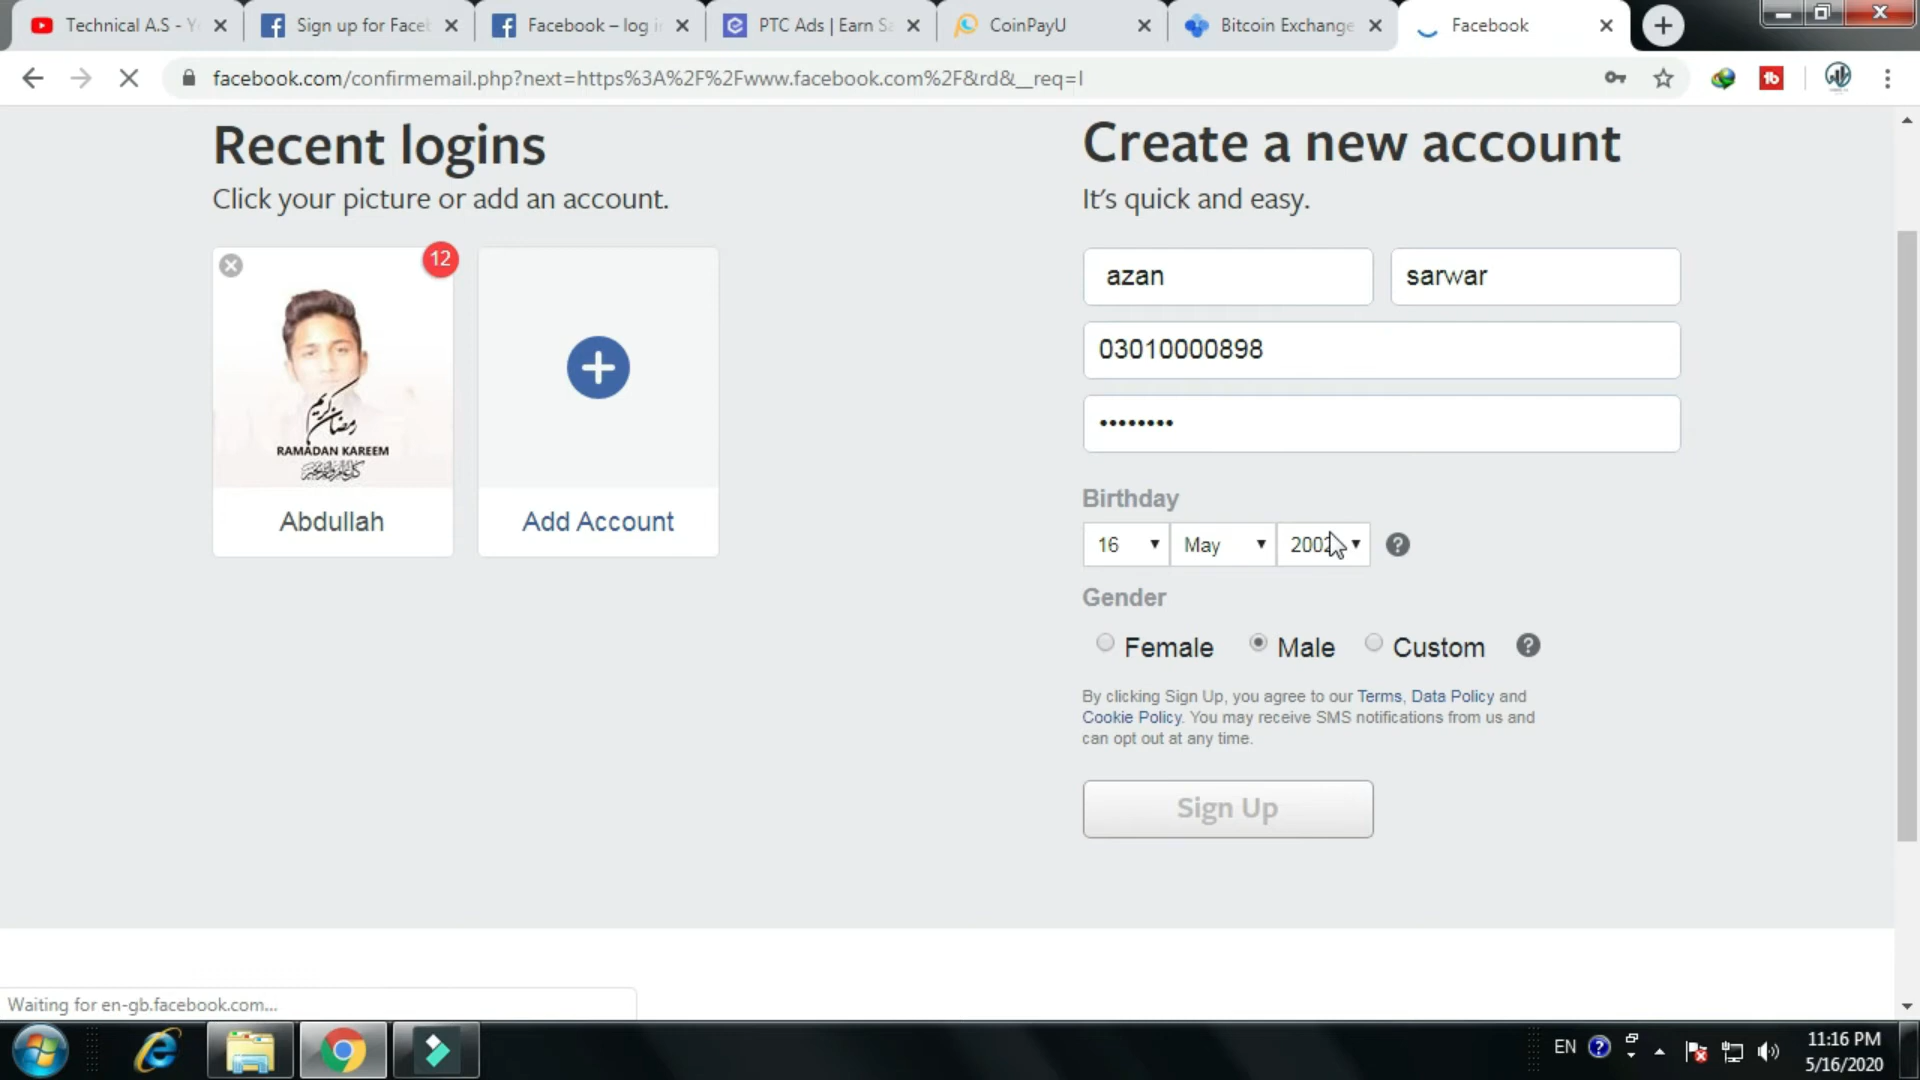 Technical A.S - Y
Sign up for Faceb
Facebook – log i
PTC Ads | Earn Sa
CoinPayU
Bitcoin Exchange
Facebook
facebook.com/confirmemail.php?next=https%3A%2F%2Fwww.facebook.com%2F&rd&__req=l
Recent logins
Click your picture or add an account.
12
رمضان كريم
RAMADAN KAREEM
Abdullah
Add Account
Create a new account
It's quick and easy.
azan
sarwar
03010000898
••••••••
Birthday
16
May
2002
Gender
Female
Male
Custom
By clicking Sign Up, you agree to our Terms, Data Policy and
Cookie Policy. You may receive SMS notifications from us and
can opt out at any time.
Sign Up
Waiting for en-gb.facebook.com...
EN
11:16 PM
5/16/2020